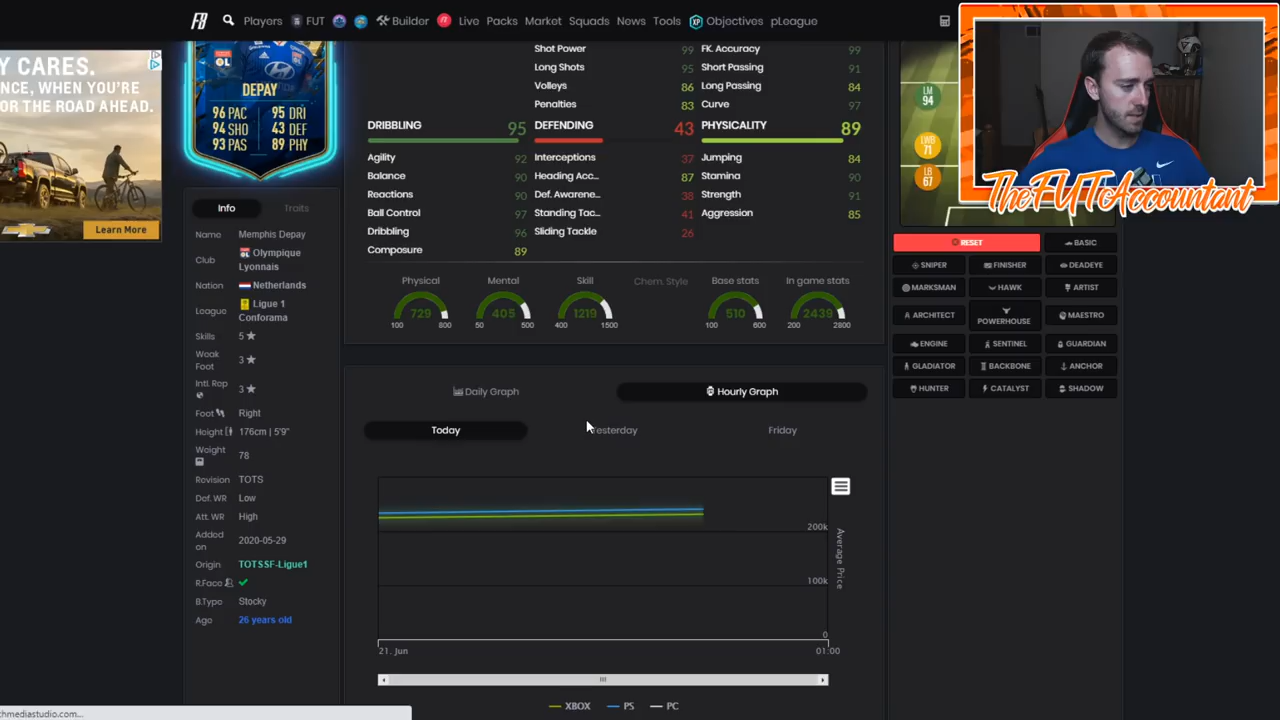 FB Players FUT Builder Live Packs Market Squads News Tools XP Objectives pLeague
Y CARES.
NCE, WHEN YOU'RE
OR THE ROAD AHEAD.
Learn More
DEPAY
96 PAC 95 DRI
94 SHO 43 DEF
93 PAS 89 PHY
Shot Power 99 FK. Accuracy 99
Long Shots 95 Short Passing 91
Volleys 86 Long Passing 84
Penalties 83 Curve 97
DRIBBLING 95 DEFENDING 43 PHYSICALITY 89
Agility 92 Interceptions 37 Jumping 84
Balance 90 Heading Acc... 87 Stamina 90
Reactions 90 Def. Awarene... 38 Strength 91
Ball Control 97 Standing Tac... 41 Aggression 85
Dribbling 96 Sliding Tackle 26
Composure 89
Physical Mental Skill Chem. Style Base stats In game stats
729 405 1219 510 2439
100 800 50 500 400 1500 100 600 200 2800
Info Traits
Name Memphis Depay
Club Olympique
Lyonnais
Nation Netherlands
League Ligue 1
Conforama
Skills 5
Weak
Foot 3
Intl. Rep 3
Foot Right
Height 176cm | 5'9"
Weight 78
Revision TOTS
Def. WR Low
Att. WR High
Added
on 2020-05-29
Origin TOTSSF-Ligue1
R.Face
B.Type Stocky
Age 26 years old
Daily Graph Hourly Graph
Today Yesterday Friday
200k
100k
0
Average Price
21. Jun 01:00
XBOX PS PC
LM
94
LWB
71
LB
67
TheFUTAccountant
RESET BASIC
SNIPER FINISHER DEADEYE
MARKSMAN HAWK ARTIST
ARCHITECT POWERHOUSE MAESTRO
ENGINE SENTINEL GUARDIAN
GLADIATOR BACKBONE ANCHOR
HUNTER CATALYST SHADOW
chmediastudio.com...